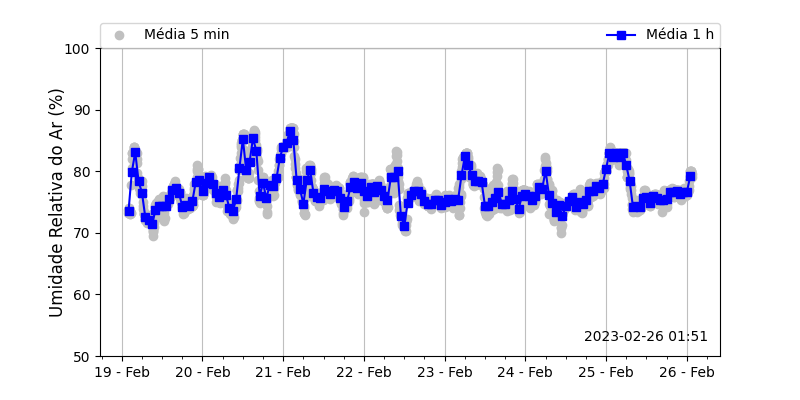 Média 5 min
Média 1 h
Umidade Relativa do Ar (%)
100
90
80
70
60
50
2023-02-26 01:51
19 - Feb
20 - Feb
21 - Feb
22 - Feb
23 - Feb
24 - Feb
25 - Feb
26 - Feb